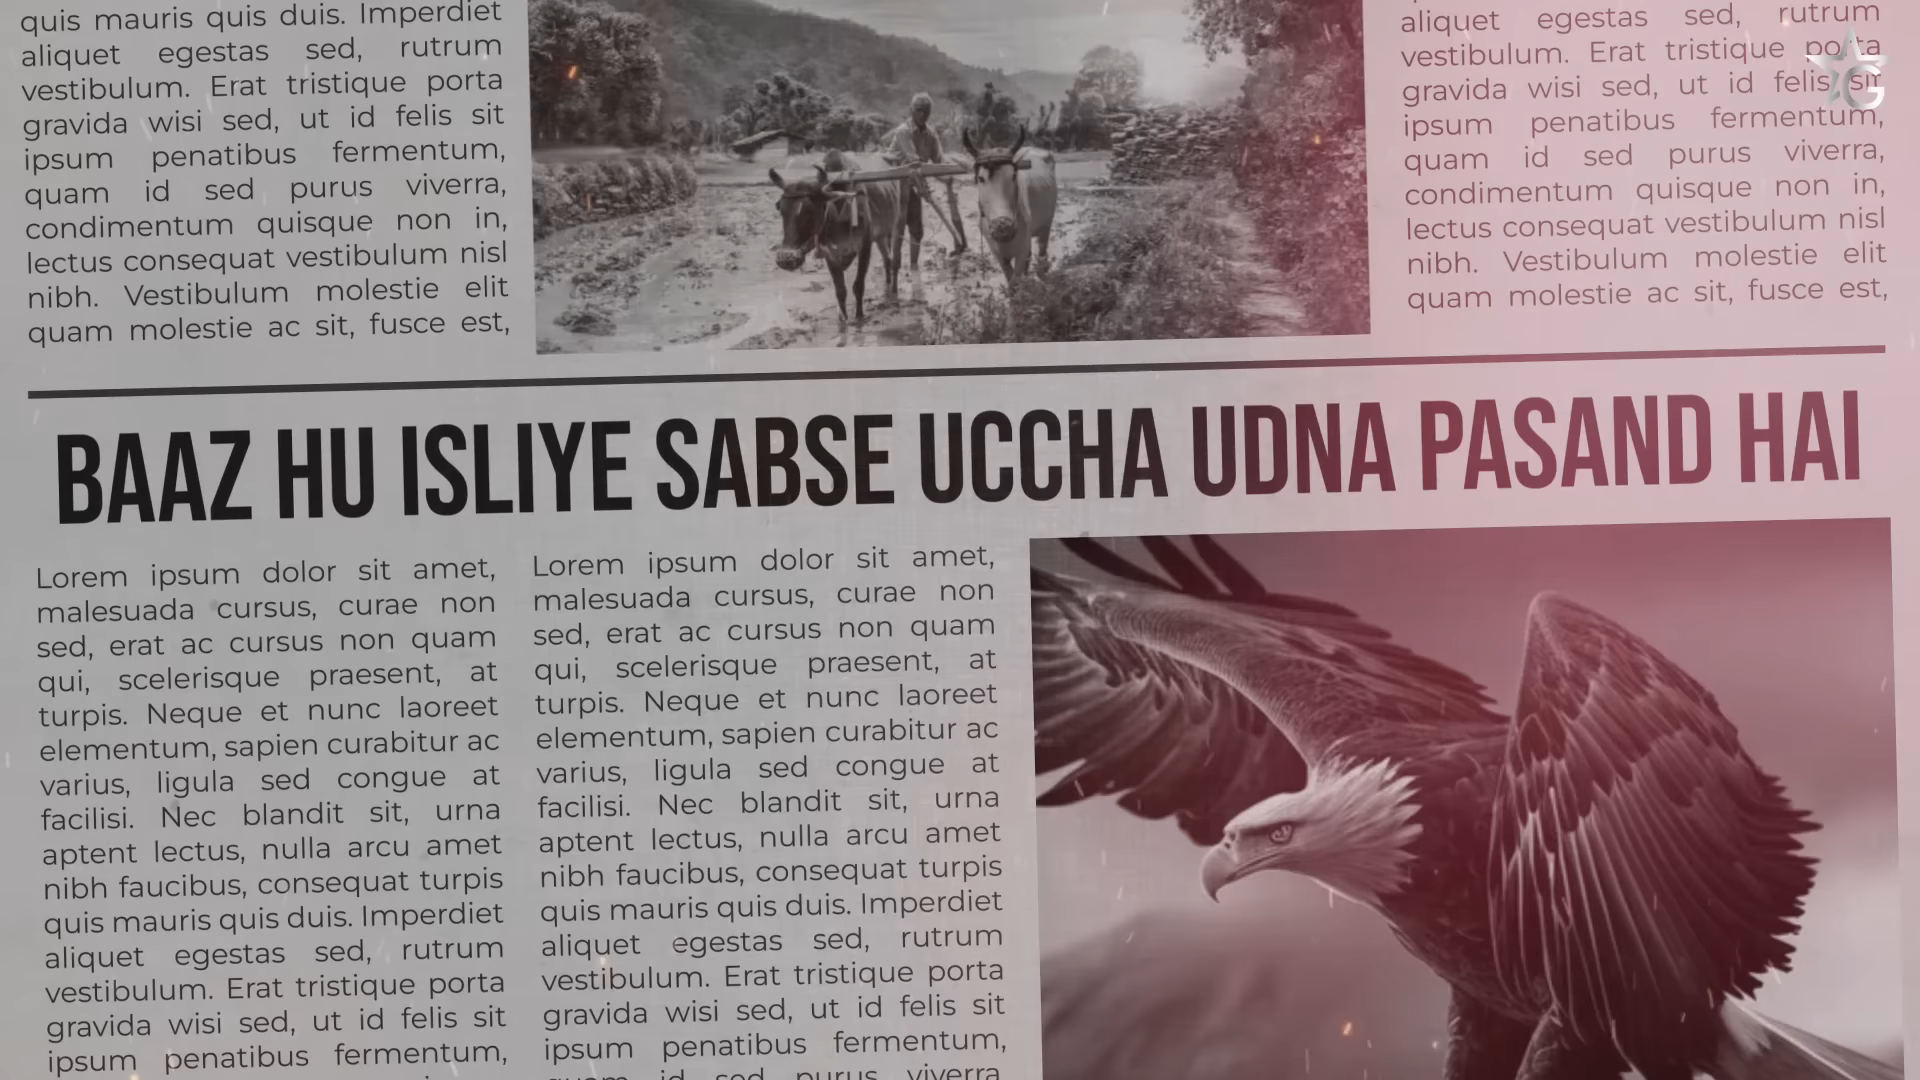 quis mauris quis duis. Imperdiet
aliquet egestas sed, rutrum
vestibulum. Erat tristique porta
gravida wisi sed, ut id felis sit
ipsum penatibus fermentum,
quam id sed purus viverra,
condimentum quisque non in,
lectus consequat vestibulum nisl
nibh. Vestibulum molestie elit
quam molestie ac sit, fusce est,
aliquet egestas sed, rutrum
vestibulum. Erat tristique porta
gravida wisi sed, ut id felis sit
ipsum penatibus fermentum,
quam id sed purus viverra,
condimentum quisque non in,
lectus consequat vestibulum nisl
nibh. Vestibulum molestie elit
quam molestie ac sit, fusce est,
G
BAAZ HU ISLIYE SABSE UCCHA UDNA PASAND HAI
Lorem ipsum dolor sit amet,
malesuada cursus, curae non
sed, erat ac cursus non quam
qui, scelerisque praesent, at
turpis. Neque et nunc laoreet
elementum, sapien curabitur ac
varius, ligula sed congue at
facilisi. Nec blandit sit, urna
aptent lectus, nulla arcu amet
nibh faucibus, consequat turpis
quis mauris quis duis. Imperdiet
aliquet egestas sed, rutrum
vestibulum. Erat tristique porta
gravida wisi sed, ut id felis sit
ipsum penatibus fermentum,
Lorem ipsum dolor sit amet,
malesuada cursus, curae non
sed, erat ac cursus non quam
qui, scelerisque praesent, at
turpis. Neque et nunc laoreet
elementum, sapien curabitur ac
varius, ligula sed congue at
facilisi. Nec blandit sit, urna
aptent lectus, nulla arcu amet
nibh faucibus, consequat turpis
quis mauris quis duis. Imperdiet
aliquet egestas sed, rutrum
vestibulum. Erat tristique porta
gravida wisi sed, ut id felis sit
ipsum penatibus fermentum,
quam id sed purus viverra